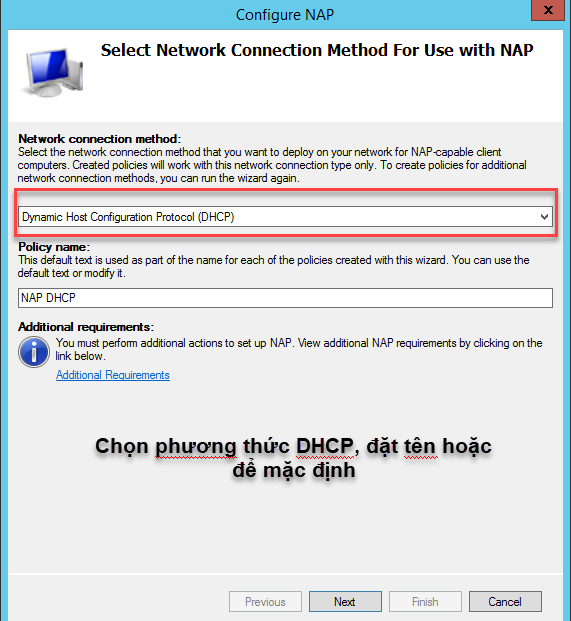 Configure NAP
x
Select Network Connection Method For Use with NAP
Network connection method:
Select the network connection method that you want to deploy on your network for NAP-capable client
computers. Created policies will work with this network connection type only. To create policies for additional
network connection methods, you can run the wizard again.
Dynamic Host Configuration Protocol (DHCP)
Policy name:
This default text is used as part of the name for each of the policies created with this wizard. You can use the
default text or modify it.
NAP DHCP
Additional requirements:
You must perform additional actions to set up NAP. View additional NAP requirements by clicking on the
link below.
Additional Requirements
Chọn phương thức DHCP, đặt tên hoặc
để mặc định
Previous Next Finish Cancel